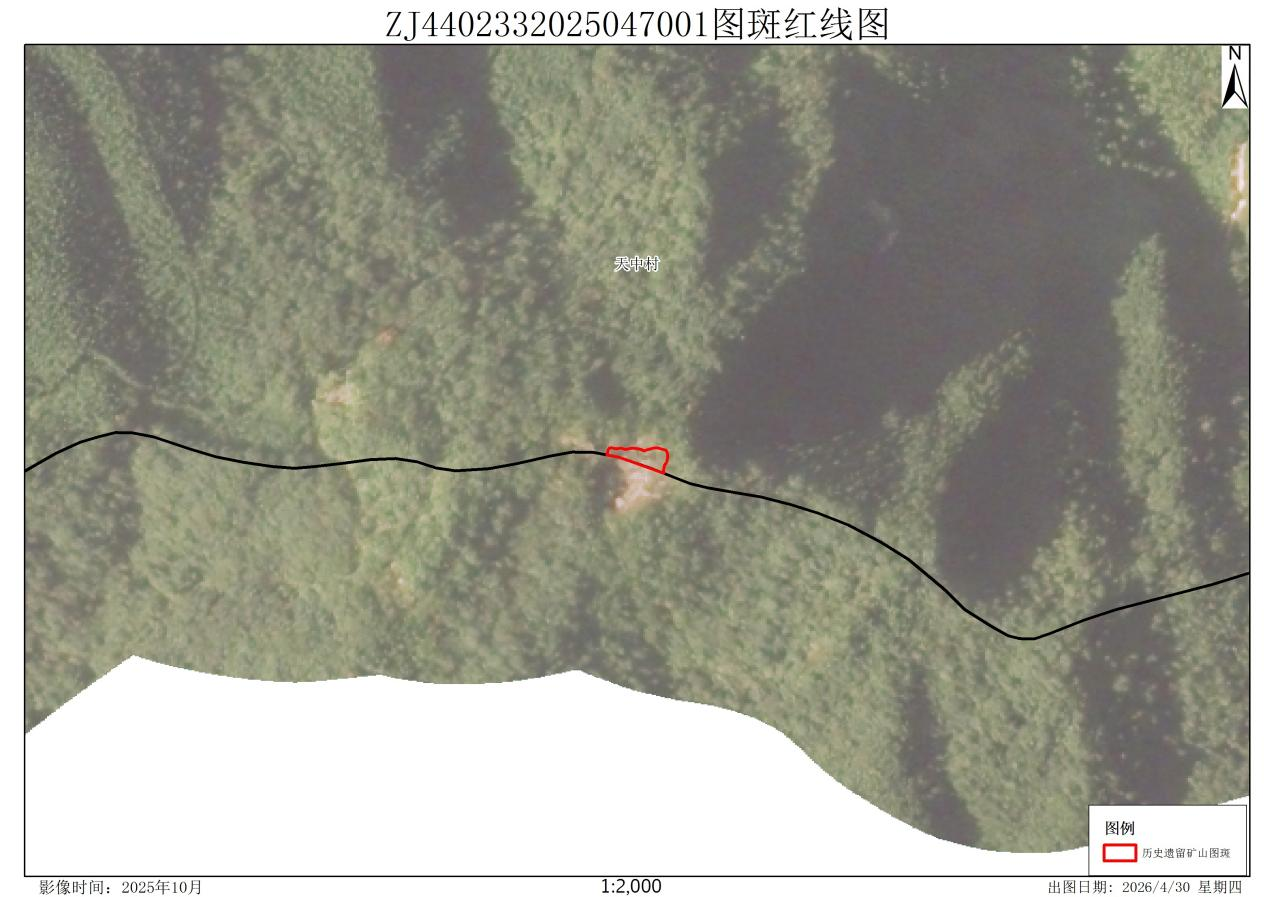 ZJ4402332025047001图斑红线图
N
天中村
图例
历史遗留矿山图斑
影像时间：2025年10月
1:2,000
出图日期: 2026/4/30 星期四